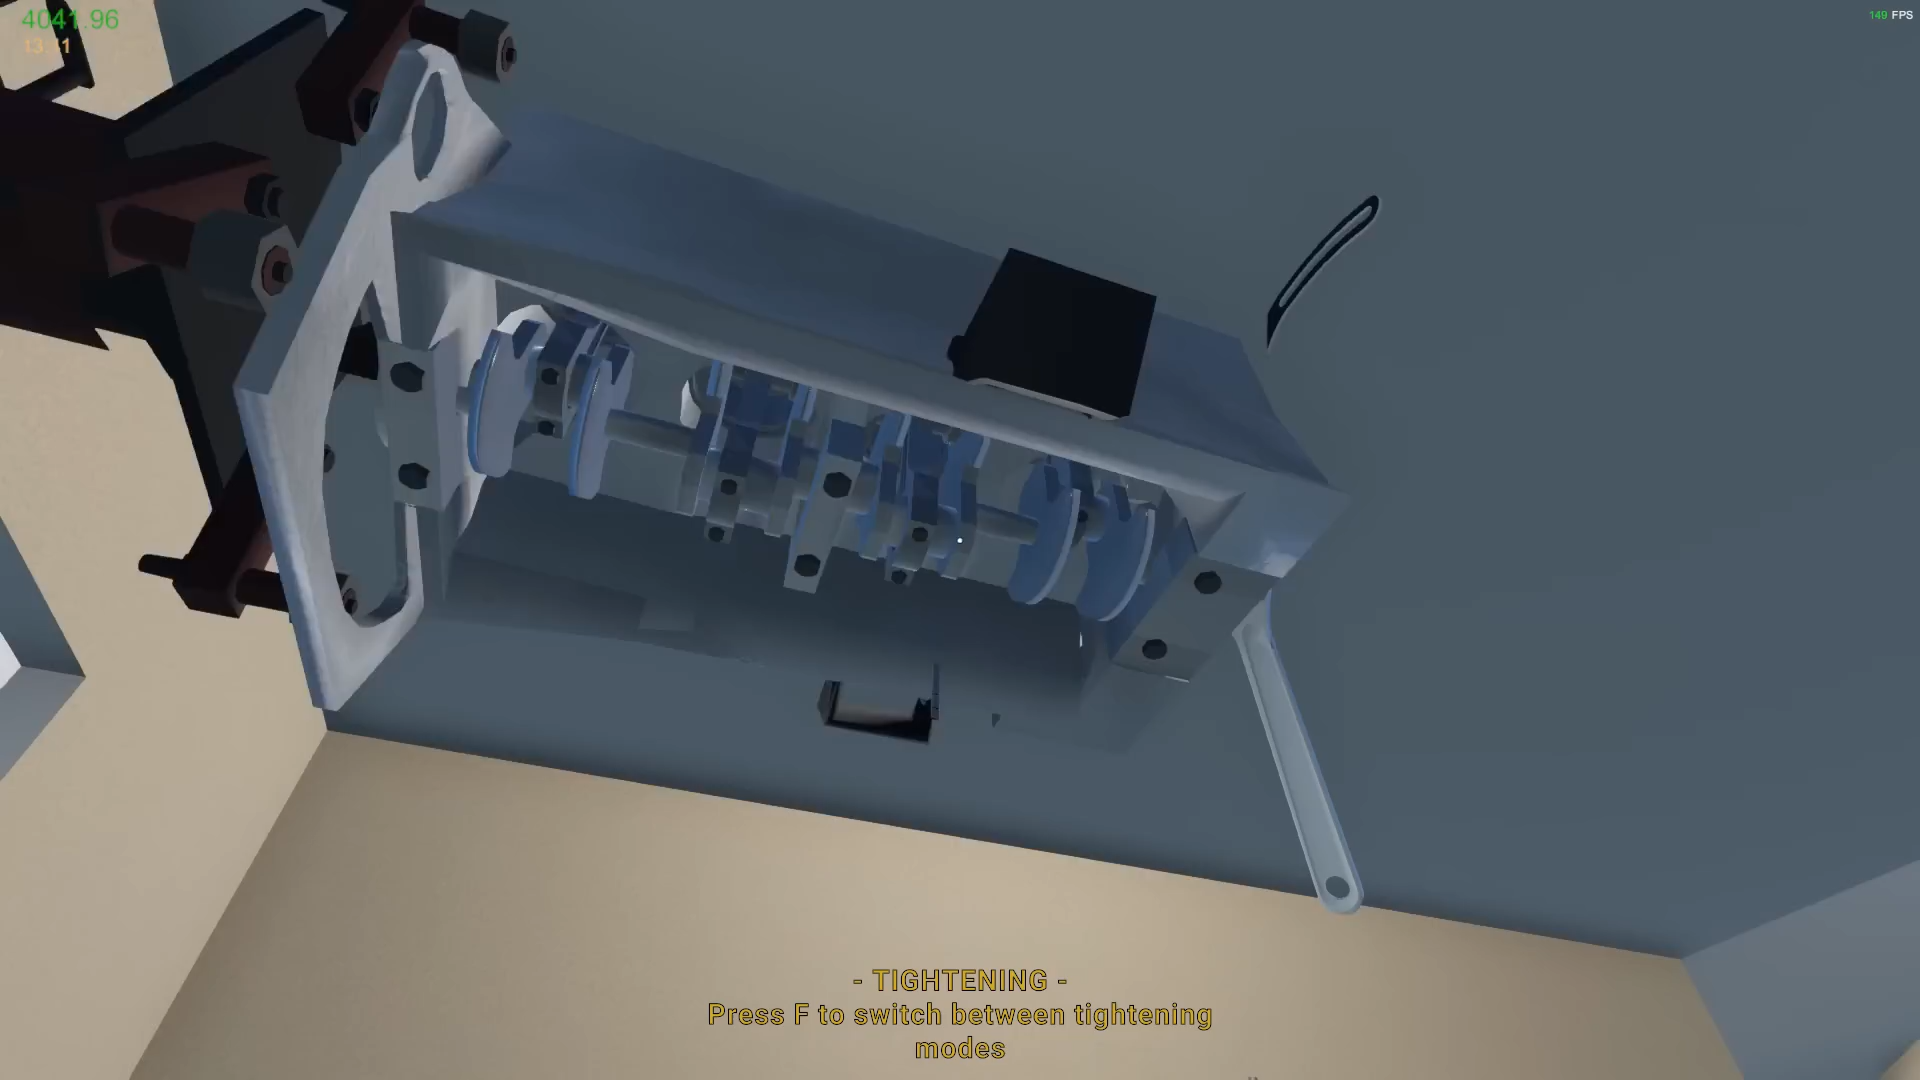 4041.96
149 FPS
- TIGHTENING -
Press F to switch between tightening
modes